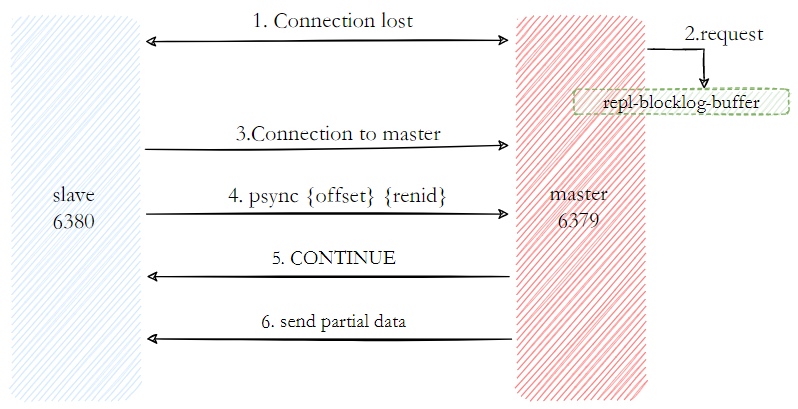 1. Connection lost
2.request
repl-blocklog-buffer
3.Connection to master
slave
6380
4. psync {offset} {renid}
master
6379
5. CONTINUE
6. send partial data